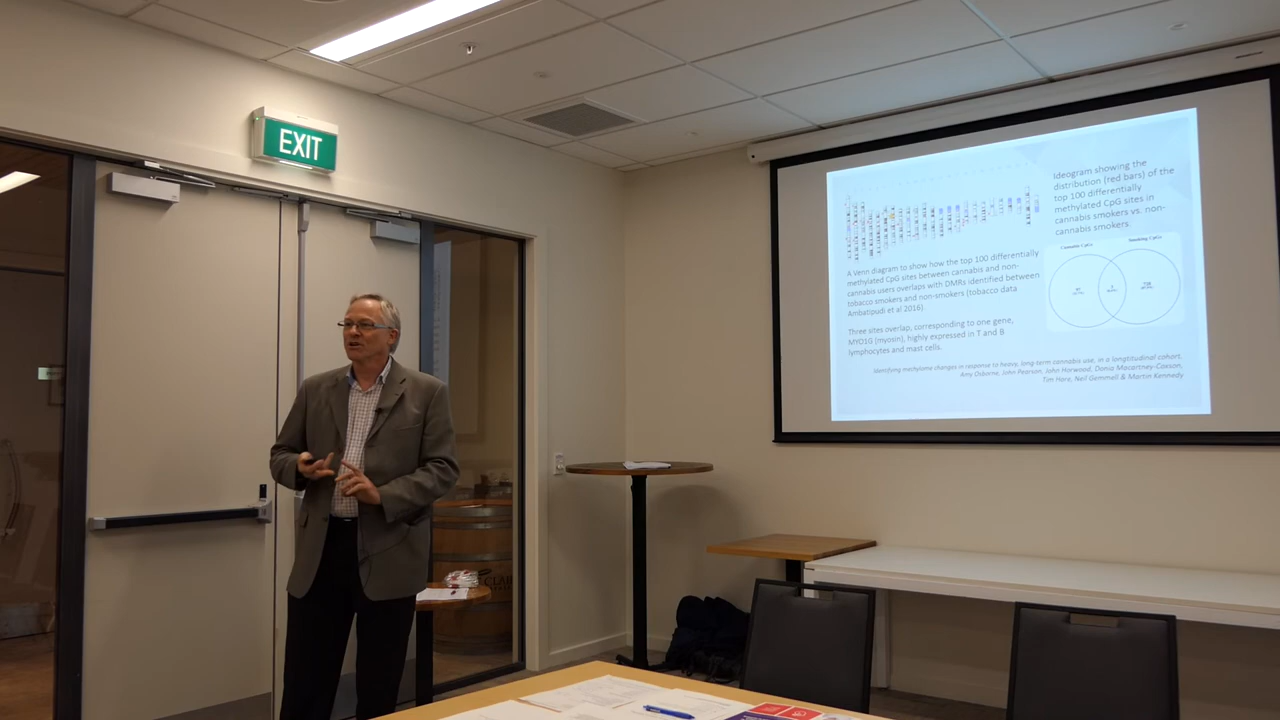 EXIT
Ideogram showing the
distribution (red bars) of the
top 100 differentially
methylated CpG sites in
cannabis smokers vs. non-
cannabis smokers
A Venn diagram to show how the top 100 differentially
methylated CpG sites between cannabis and non-
cannabis users overlaps with DMRs identified between
tobacco smokers and non-smokers (tobacco data
Ambatipudi et al 2016)
Cannabis CpGs
Smoking CpGs
Three sites overlap, corresponding to one gene,
MYO1G (myosin), highly expressed in T and B
lymphocytes and mast cells.
Identifying methylome changes in response to heavy, long-term cannabis use, in a longitudinal cohort.
Amy Osborne, John Pearson, John Horwood, Donia Macartney-Coxson,
Tim Hore, Neil Gemmell & Martin Kennedy